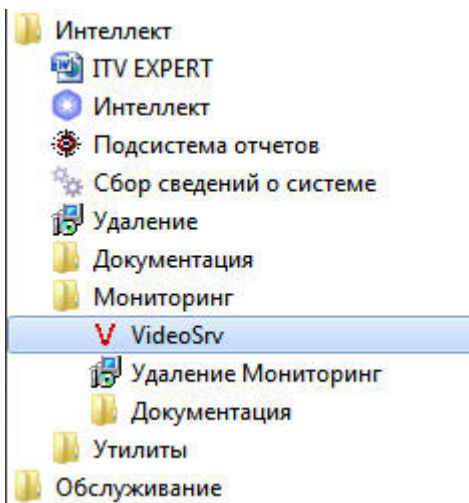 Интеллект
ITV EXPERT
Интеллект
Подсистема отчетов
Сбор сведений о системе
Удаление
Документация
Мониторинг
VideoSrv
Удаление Мониторинг
Документация
Утилиты
Обслуживание